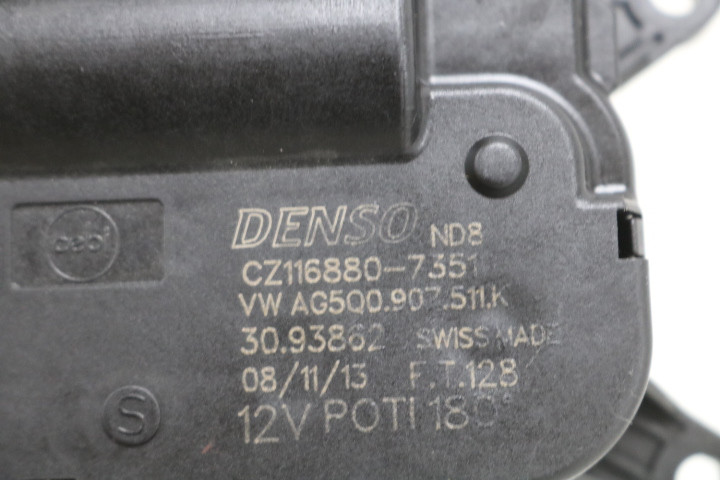 DENSO ND8
CZ116880-7351
VW AG5Q0.907.511.K
30.93862 SWISS MADE
08/11/13 F.T.128
S
12V POTI 180°